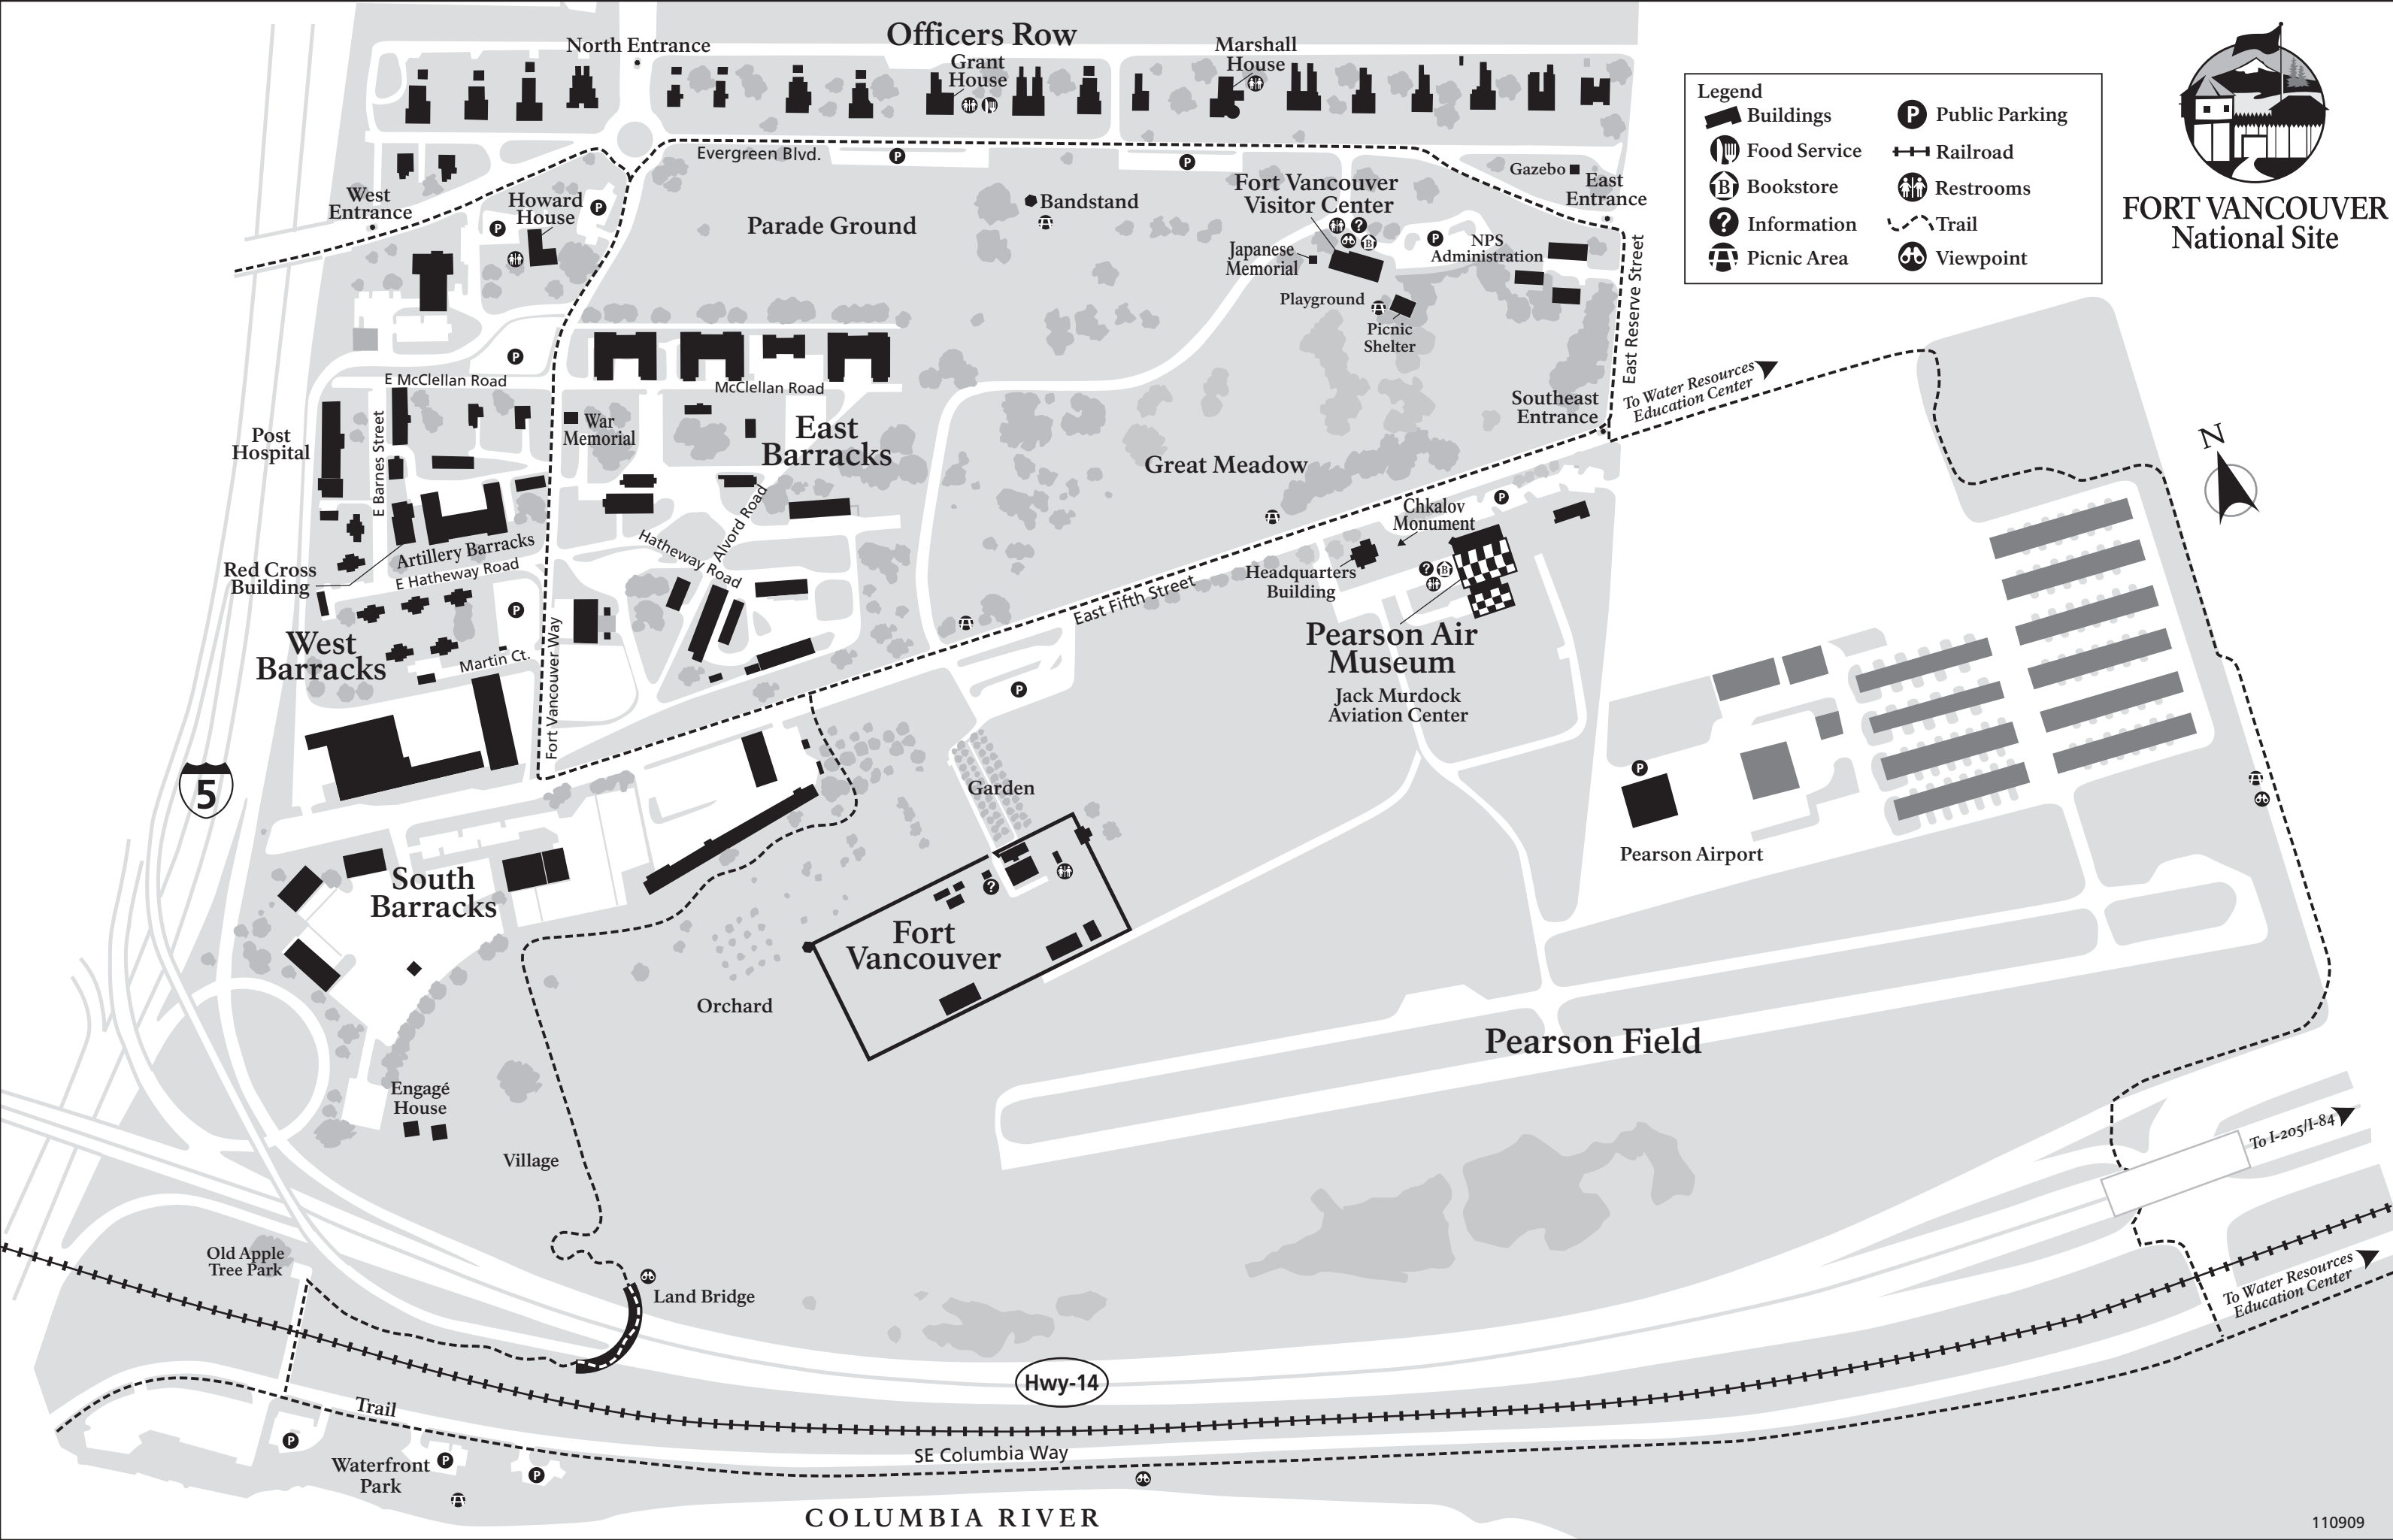 Officers Row
North Entrance
Grant
House
Marshall
House
Evergreen Blvd.
P
P
West
Entrance
Howard
House
P
P
Parade Ground
Bandstand
Fort Vancouver
Visitor Center
?
B
P
Japanese
Memorial
NPS
Administration
Gazebo
East
Entrance
Playground
Picnic
Shelter
East Reserve Street
Legend
Buildings
Food Service
B
Bookstore
?
Information
Picnic Area
P
Public Parking
Railroad
Restrooms
Trail
Viewpoint
FORT VANCOUVER
National Site
N
P
E McClellan Road
McClellan Road
Post
Hospital
E Barnes Street
War
Memorial
East
Barracks
Great Meadow
Southeast
Entrance
To Water Resources
Education Center
Red Cross
Building
Artillery Barracks
E Hatheway Road
Hatheway Road
Alvord Road
P
West
Barracks
Martin Ct.
Fort Vancouver Way
East Fifth Street
P
Chkalov
Monument
P
Headquarters
Building
?
B
Pearson Air
Museum
Jack Murdock
Aviation Center
5
Garden
P
Pearson Airport
South
Barracks
?
Fort
Vancouver
Orchard
Pearson Field
Engagé
House
Village
To I-205/I-84
Old Apple
Tree Park
Land Bridge
To Water Resources
Education Center
Hwy-14
Trail
SE Columbia Way
P
Waterfront
Park
P
P
COLUMBIA RIVER
110909